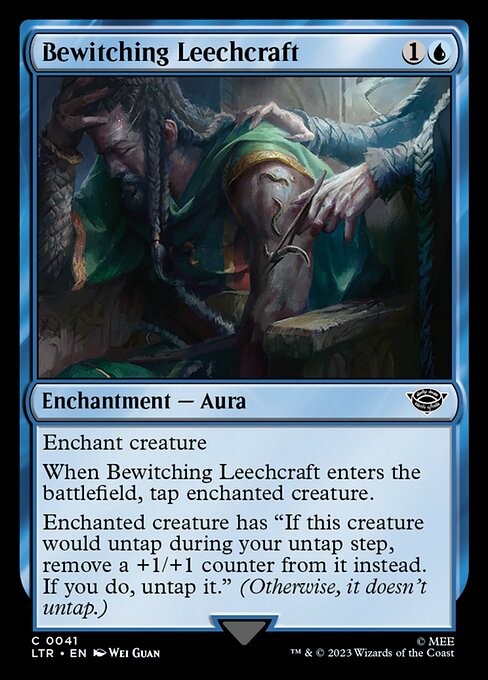 Bewitching Leechcraft 1
Enchantment — Aura
Enchant creature
When Bewitching Leechcraft enters the
battlefield, tap enchanted creature.
Enchanted creature has “If this creature
would untap during your untap step,
remove a +1/+1 counter from it instead.
If you do, untap it.” (Otherwise, it doesn’t
untap.)
C 0041
LTR • EN Wei Guan
© MEE
™ & © 2023 Wizards of the Coast